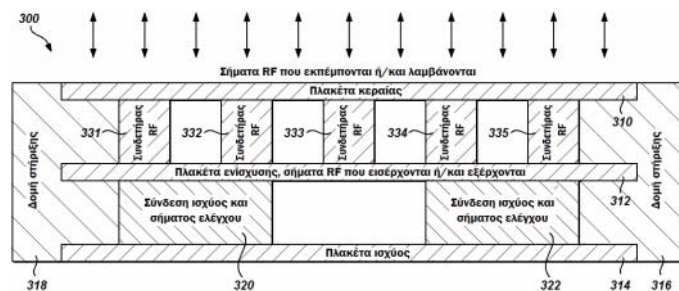 300
Σήματα RF που εκπέμπονται ή/και λαμβάνονται
Πλακέτα κεραίας
310
331
Συνδετήρας RF
332
Συνδετήρας RF
333
Συνδετήρας RF
334
Συνδετήρας RF
335
Συνδετήρας RF
Δομή στήριξης
Δομή στήριξης
Πλακέτα ενίσχυσης, σήματα RF που εισέρχονται ή/και εξέρχονται
312
Σύνδεση ισχύος και
σήματος ελέγχου
Σύνδεση ισχύος και
σήματος ελέγχου
Πλακέτα ισχύος
318
320
322
314
316